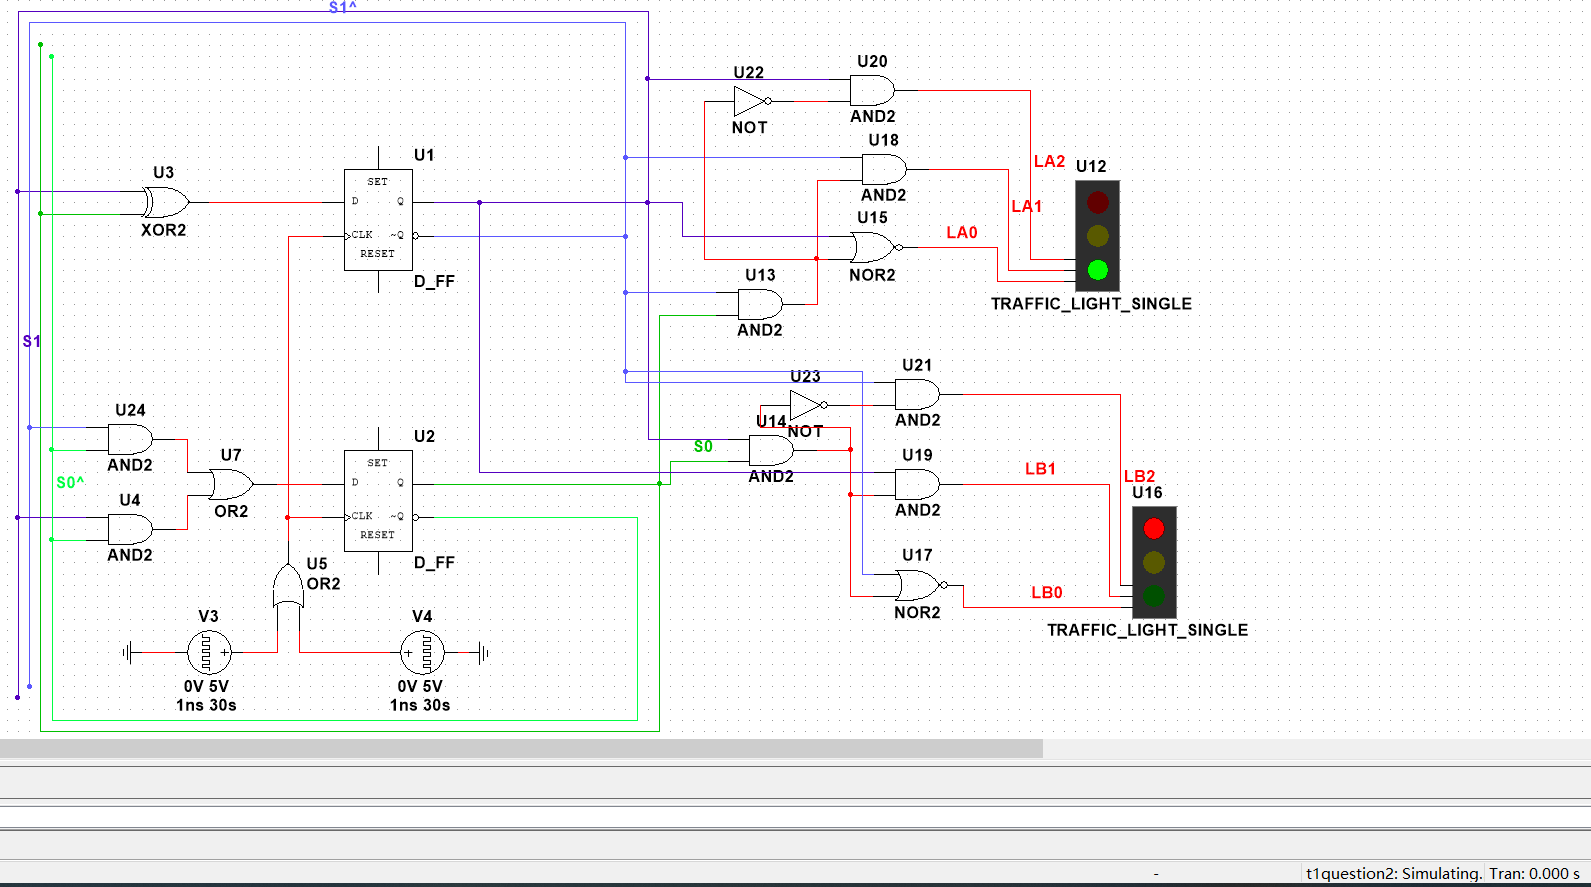 S1^
U20
U22
AND2
NOT
U18
U1
LA2
U12
U3
SET
AND2
D
Q
LA1
U15
XOR2
CLK
~Q
LA0
RESET
U13
NOR2
D_FF
TRAFFIC_LIGHT_SINGLE
AND2
S1
U21
U23
U24
U14
AND2
NOT
U2
S0
U7
SET
U19
AND2
AND2
LB1
LB2
S0^
D
Q
U16
U4
OR2
AND2
CLK
~Q
RESET
AND2
U17
U5
D_FF
OR2
LB0
V3
V4
NOR2
TRAFFIC_LIGHT_SINGLE
0V 5V
0V 5V
1ns 30s
1ns 30s
-
t1question2: Simulating.
Tran: 0.000 s